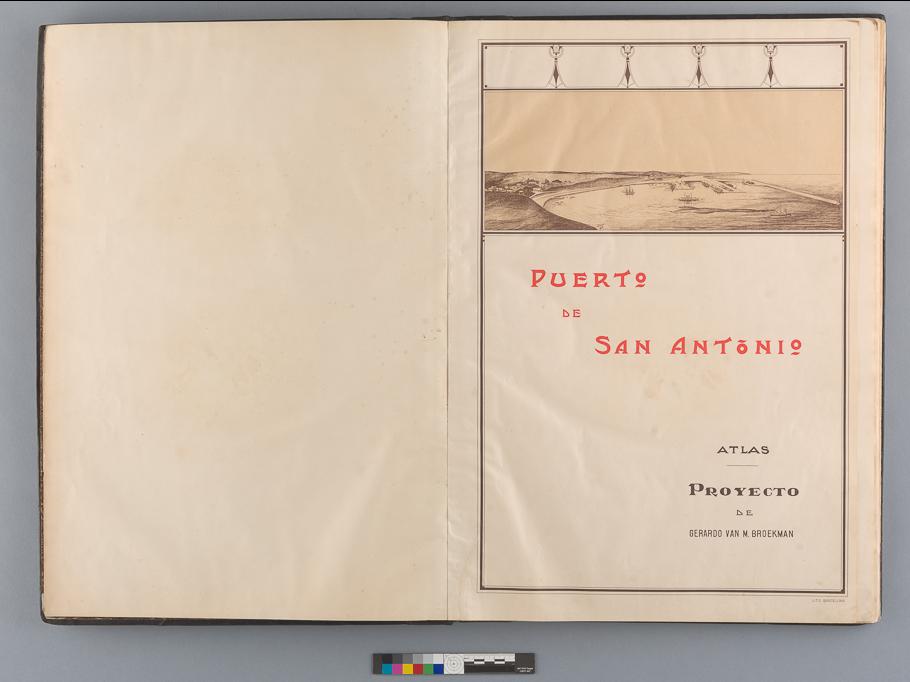 PUERTO
DE
SAN ANTONIO
ATLAS
PROYECTO
DE
GERARDO VAN M. BROEKMAN